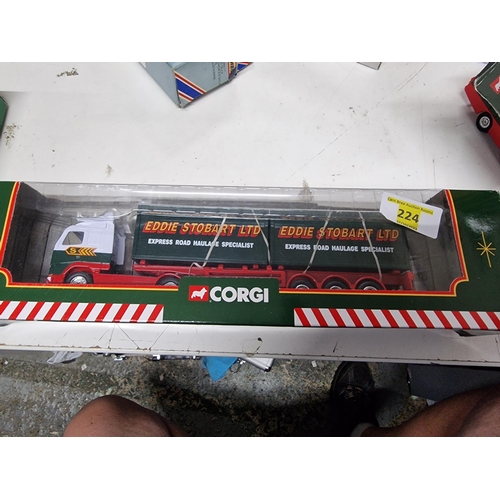 EDDIE STOBART LTD
EXPRESS ROAD HAULAGE SPECIALIST
EDDIE STOBART LTD
EXPRESS ROAD HAULAGE SPECIALIST
224
S
CORGI